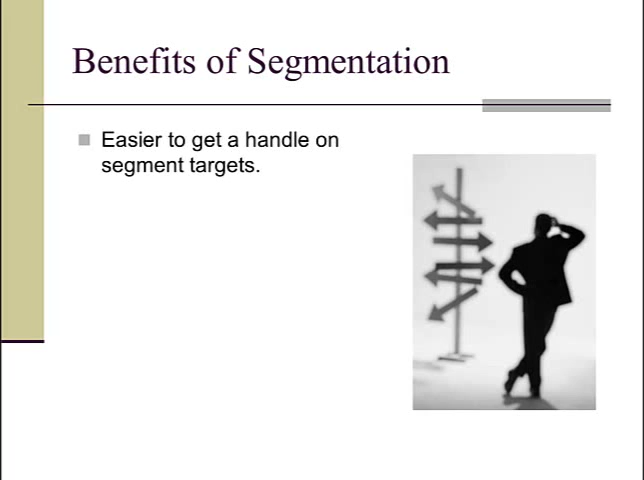 Benefits of Segmentation
Easier to get a handle on
segment targets.